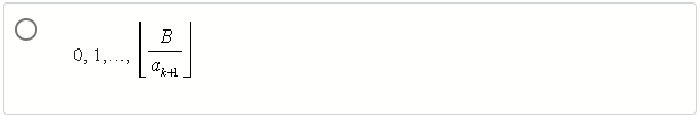 0, 1,..., ⌊B/a_{k+1}⌋